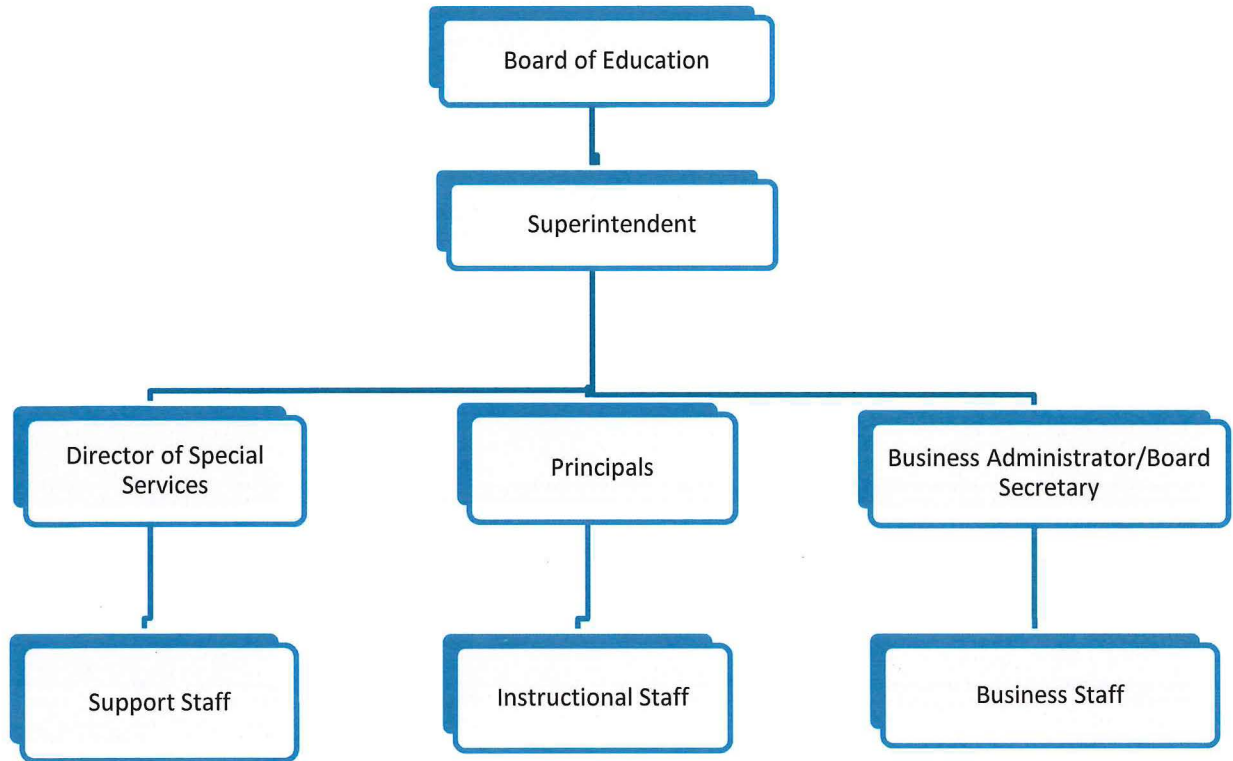 Board of Education
Superintendent
Director of Special
Services
Principals
Business Administrator/Board
Secretary
Support Staff
Instructional Staff
Business Staff